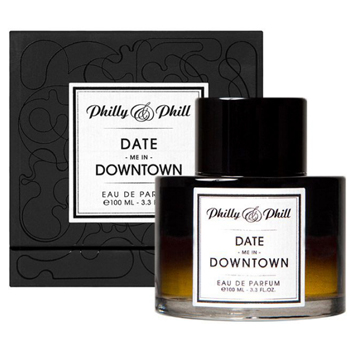 Philly & Phill
DATE
- ME IN -
DOWNTOWN
EAU DE PARFUM
℮100 ML - 3.3 FL.OZ.
Philly & Phill
DATE
- ME IN -
DOWNTOWN
EAU DE PARFUM
℮100 ML - 3.3 FL.OZ.